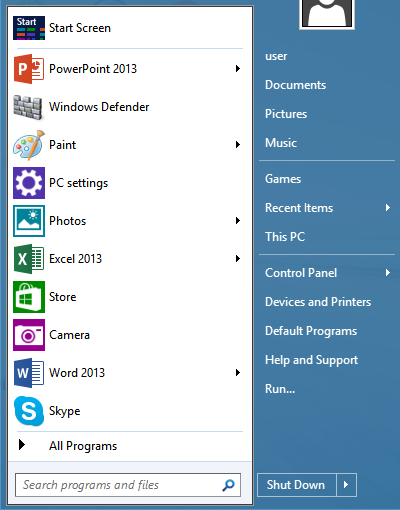 Start
Start Screen
PowerPoint 2013
Windows Defender
Paint
PC settings
Photos
Excel 2013
Store
Camera
Word 2013
Skype
All Programs
Search programs and files
user
Documents
Pictures
Music
Games
Recent Items
This PC
Control Panel
Devices and Printers
Default Programs
Help and Support
Run...
Shut Down